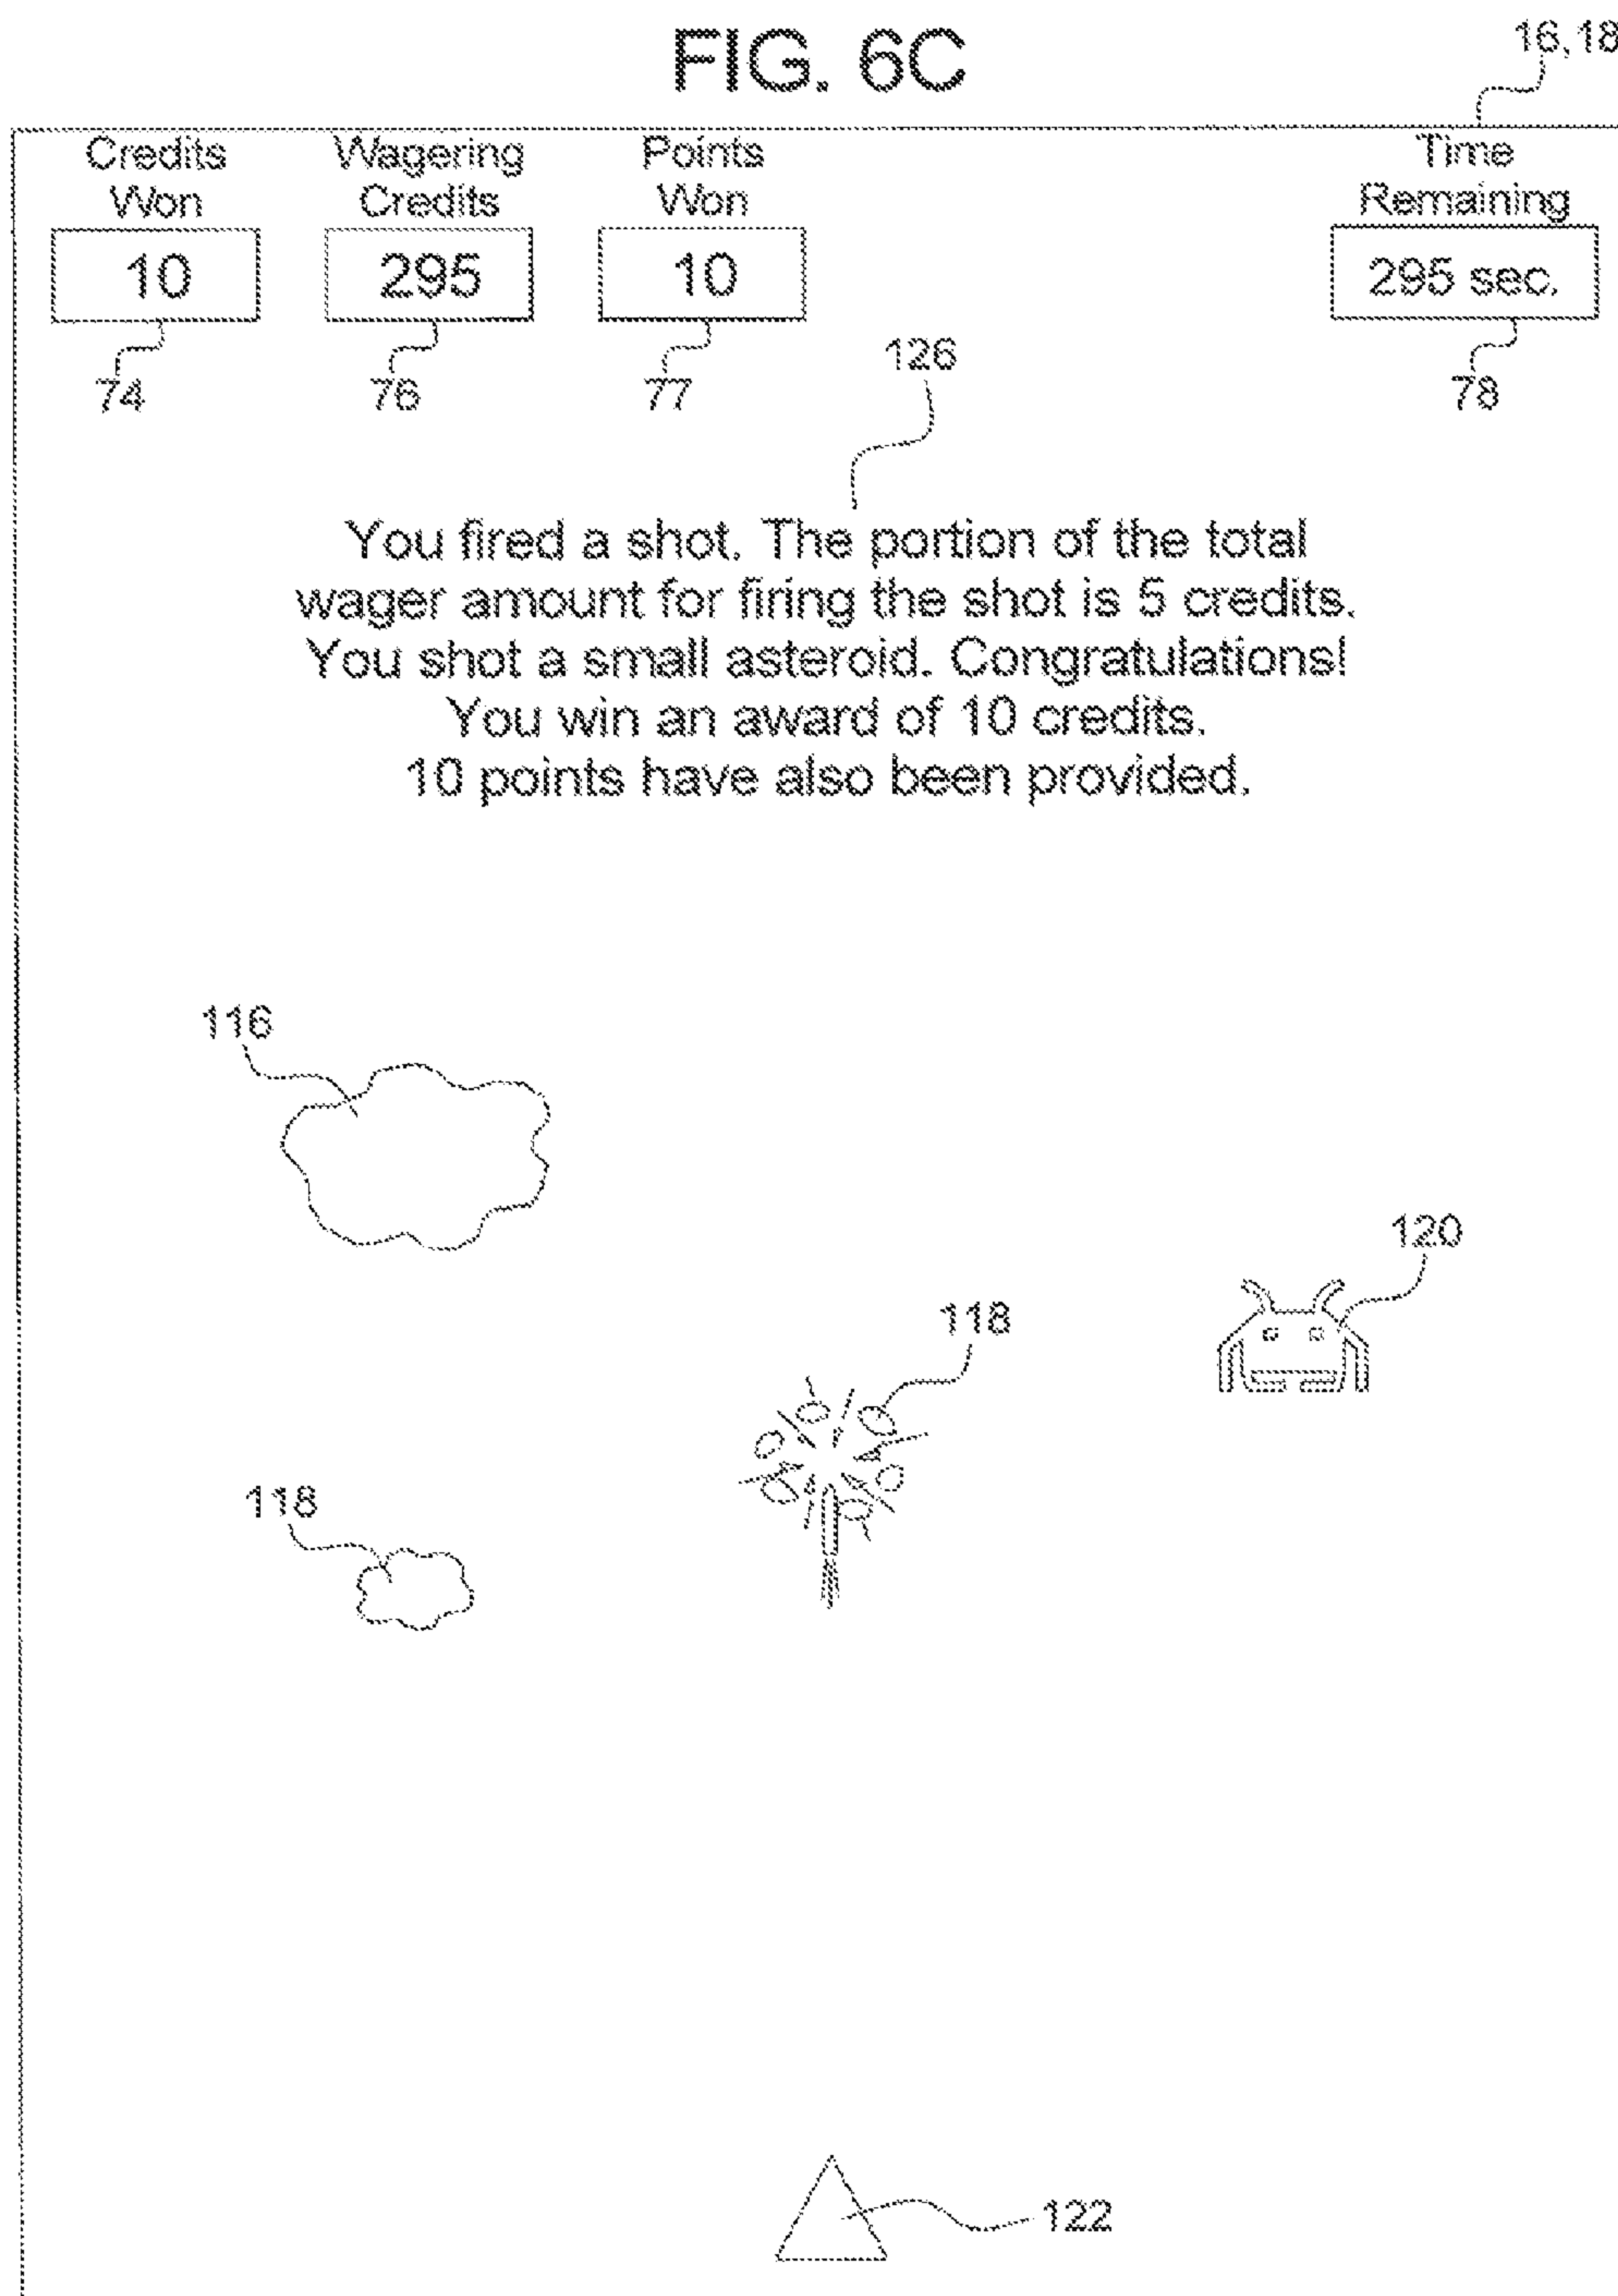 FIG. 6C
16, 18
Credits Won
Wagering Credits
Points Won
Time Remaining
10
295
10
295 sec.
74
76
77
78
126
You fired a shot. The portion of the total
wager amount for firing the shot is 5 credits.
You shot a small asteroid. Congratulations!
You win an award of 10 credits.
10 points have also been provided.
116
120
118
118
122